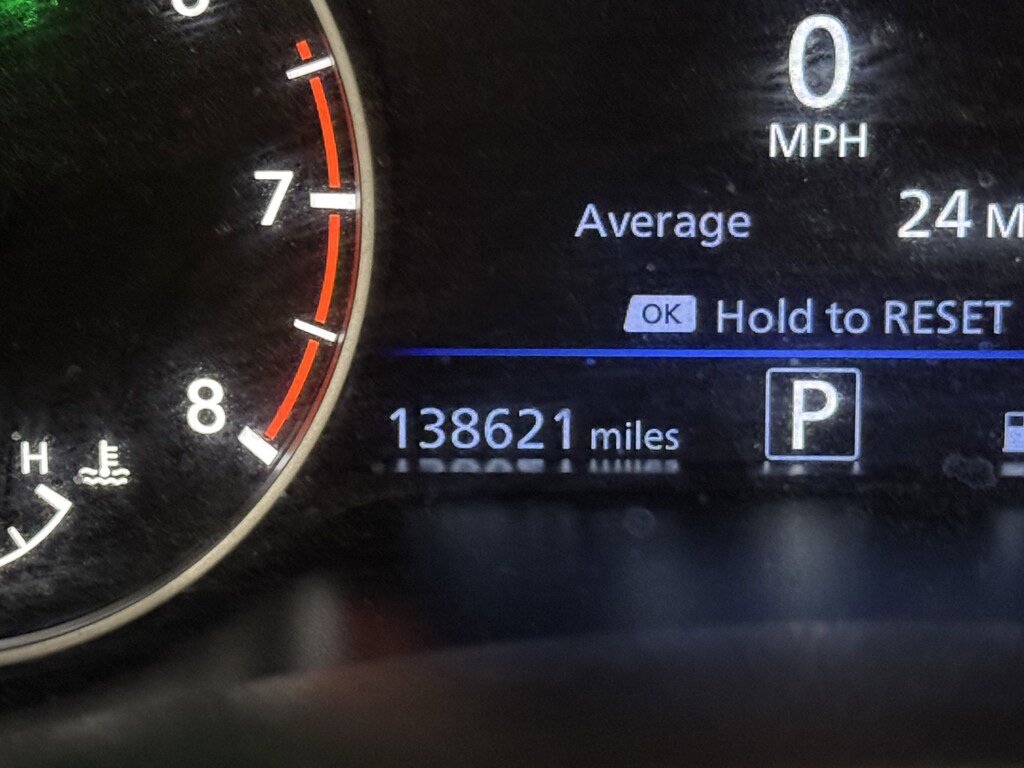 0
MPH
7
Average 24 M
OK Hold to RESET
8
138621 miles P
H